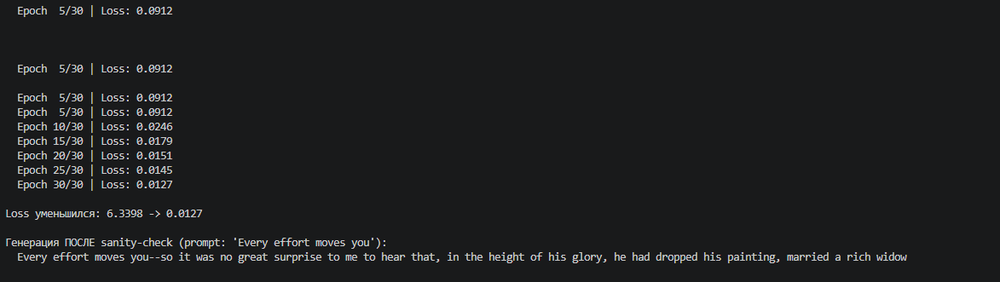 Epoch  5/30 | Loss: 0.0912
Epoch  5/30 | Loss: 0.0912
Epoch  5/30 | Loss: 0.0912
Epoch  5/30 | Loss: 0.0912
Epoch 10/30 | Loss: 0.0246
Epoch 15/30 | Loss: 0.0179
Epoch 20/30 | Loss: 0.0151
Epoch 25/30 | Loss: 0.0145
Epoch 30/30 | Loss: 0.0127
Loss уменьшился: 6.3398 -> 0.0127
Генерация ПОСЛЕ sanity-check (prompt: 'Every effort moves you'):
Every effort moves you--so it was no great surprise to me to hear that, in the height of his glory, he had dropped his painting, married a rich widow